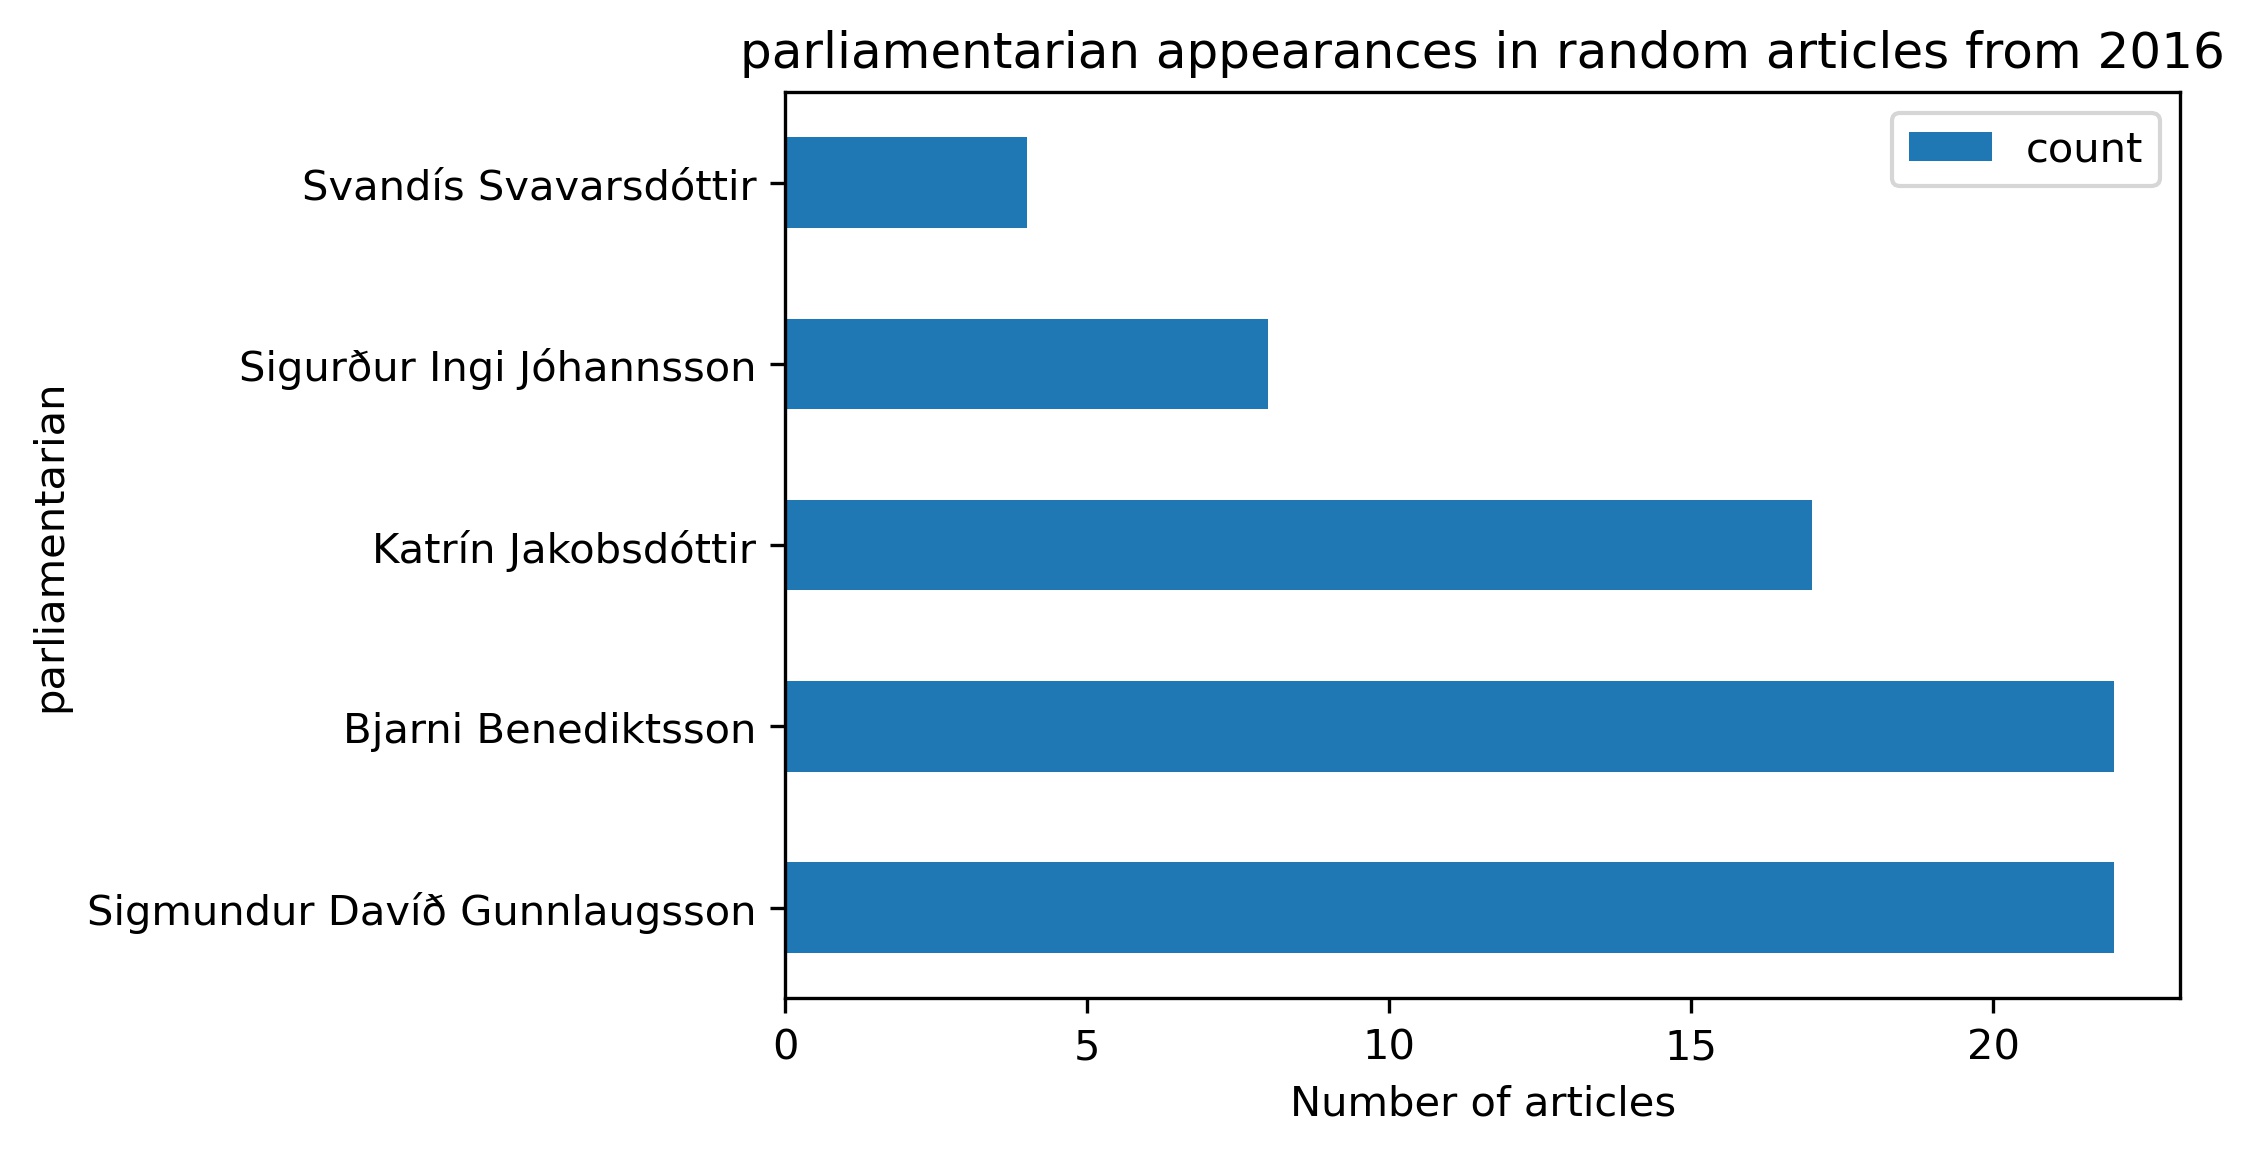 parliamentarian appearances in random articles from 2016
count
Svandís Svavarsdóttir
Sigurður Ingi Jóhannsson
Katrín Jakobsdóttir
Bjarni Benediktsson
Sigmundur Davíð Gunnlaugsson
parliamentarian
0 5 10 15 20
Number of articles